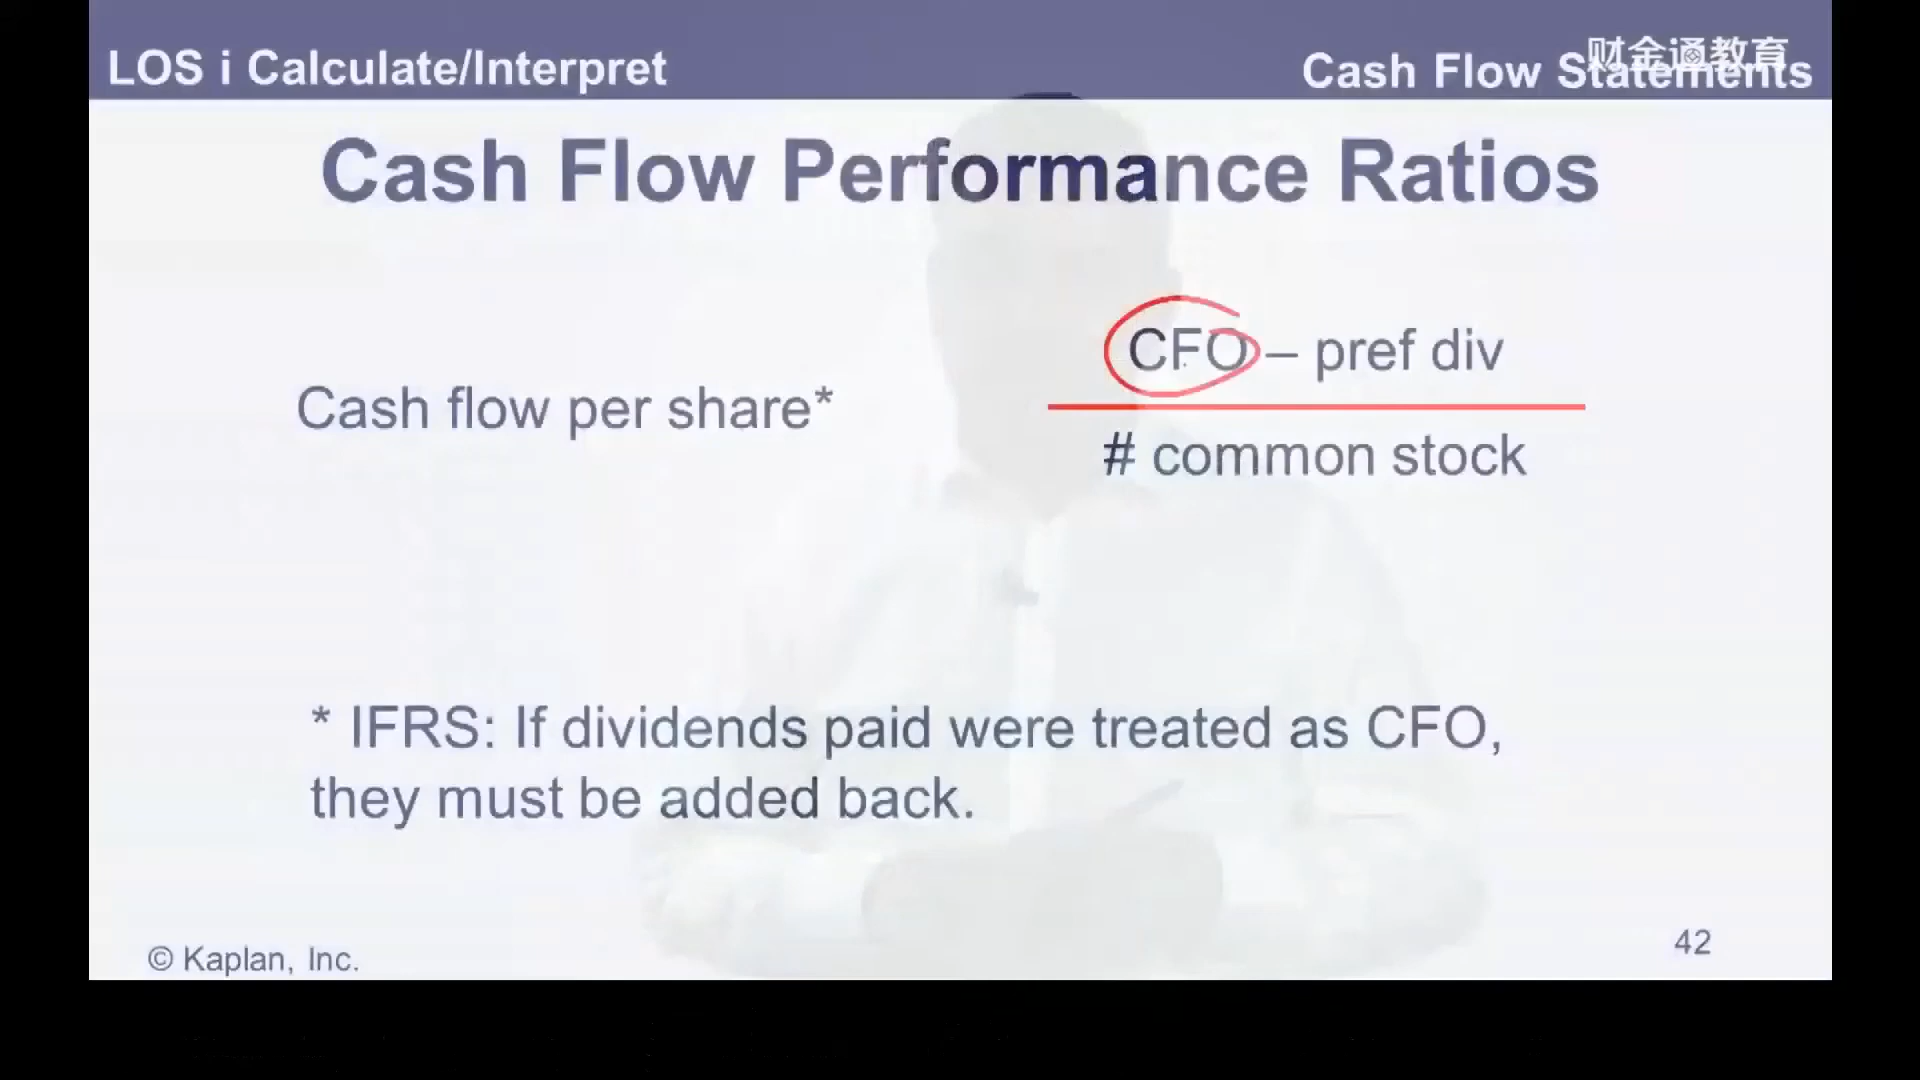 LOS i Calculate/Interpret
Cash Flow Statements
财金通教育
Cash Flow Performance Ratios
CFO – pref div
Cash flow per share*
# common stock
* IFRS: If dividends paid were treated as CFO,
they must be added back.
© Kaplan, Inc.
42